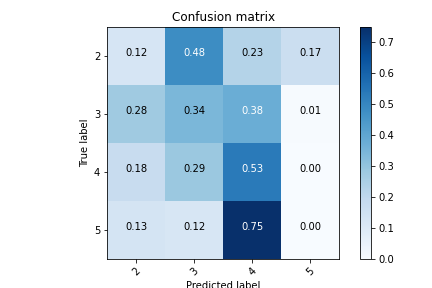 Confusion matrix
2 0.12 0.48 0.23 0.17
3 0.28 0.34 0.38 0.01
4 0.18 0.29 0.53 0.00
5 0.13 0.12 0.75 0.00
2 3 4 5
True label
Predicted label
0.7
0.6
0.5
0.4
0.3
0.2
0.1
0.0